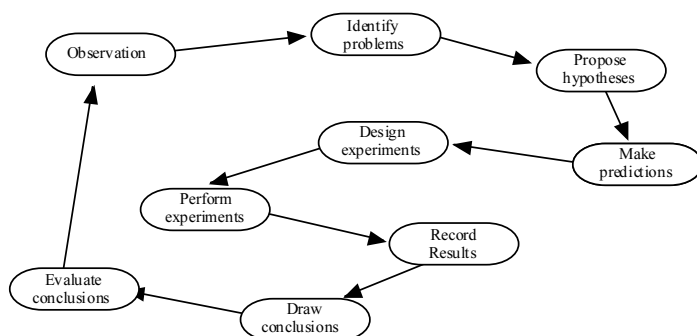 Observation
Identify
problems
Propose
hypotheses
Make
predictions
Design
experiments
Perform
experiments
Record
Results
Draw
conclusions
Evaluate
conclusions